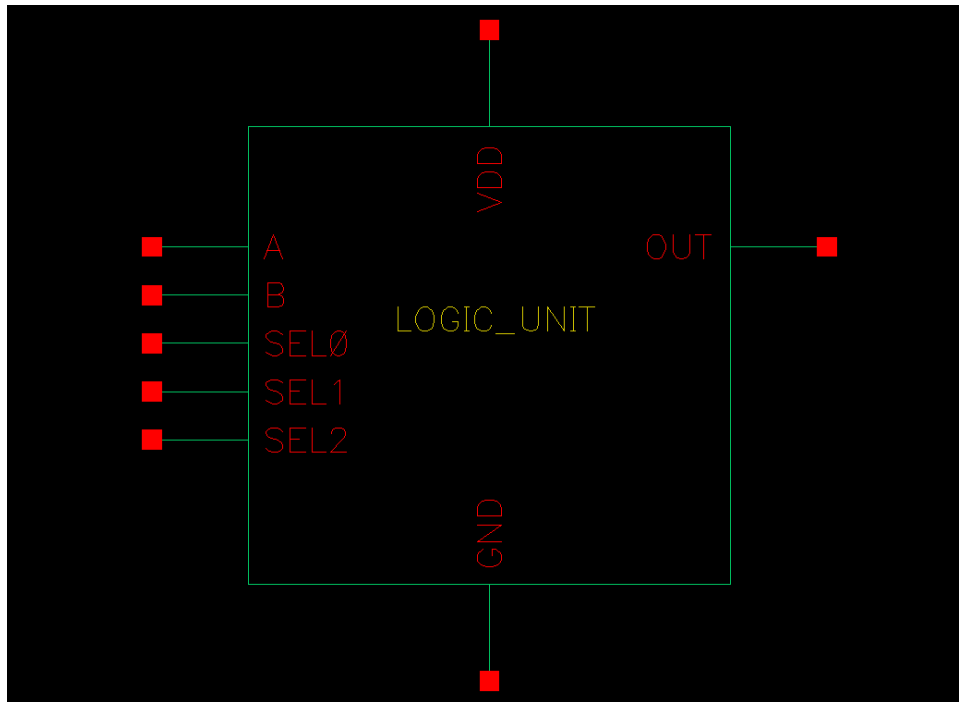 VDD
A
OUT
B
LOGIC_UNIT
SEL0
SEL1
SEL2
GND